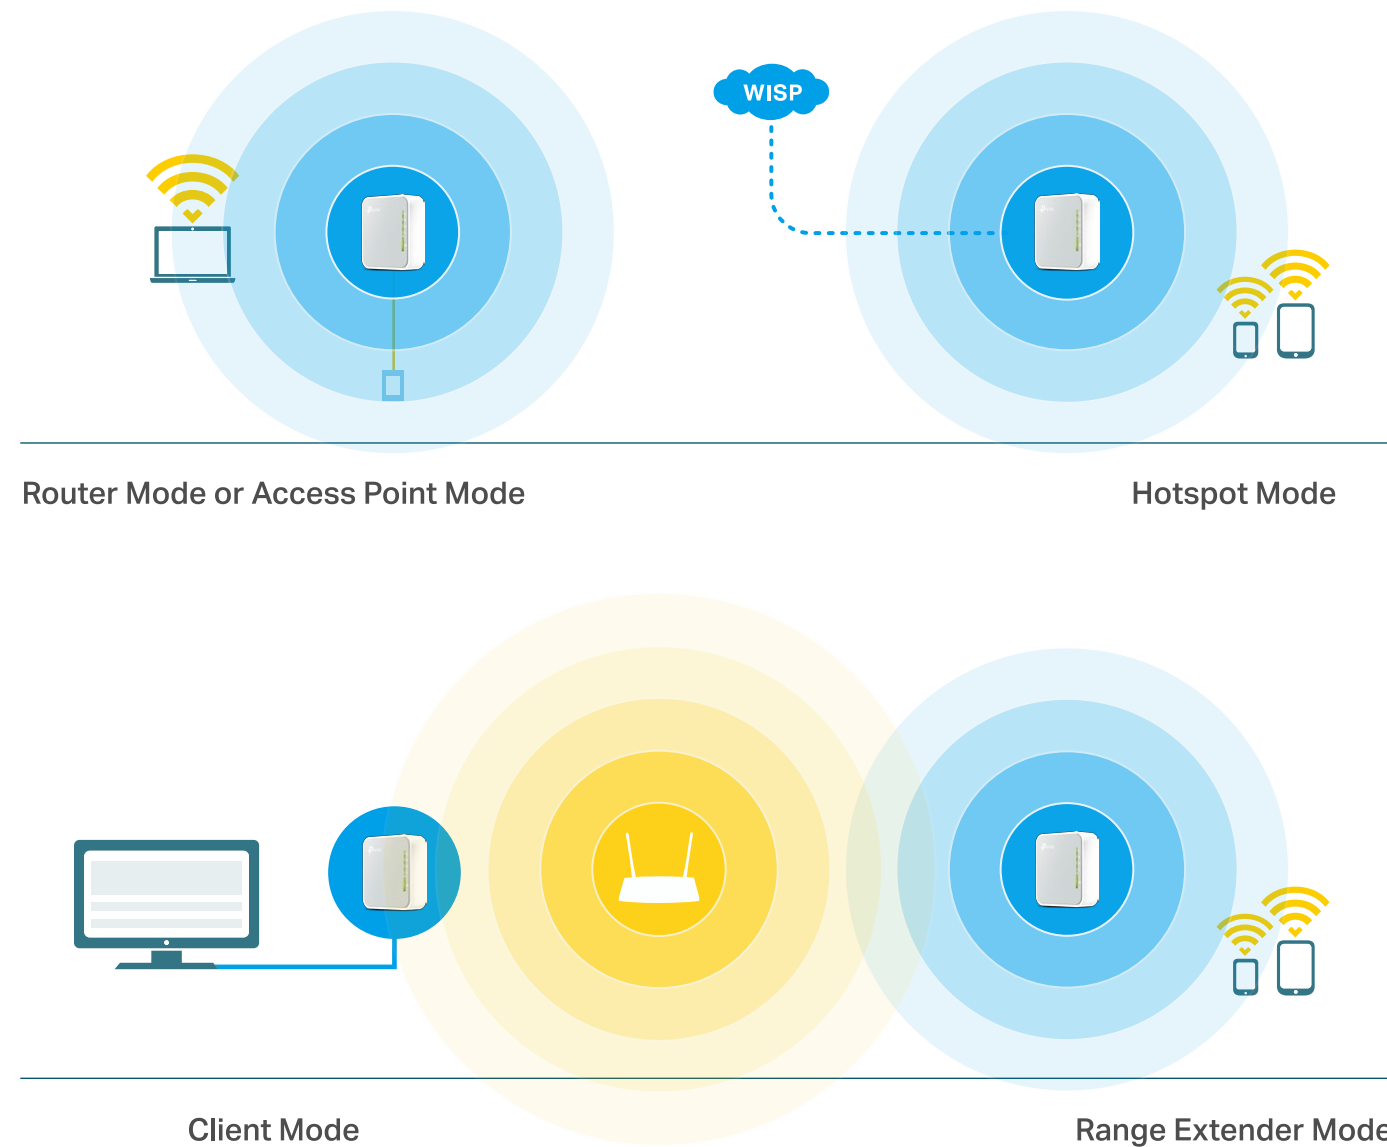 WISP
Router Mode or Access Point Mode
Hotspot Mode
Client Mode
Range Extender Mode